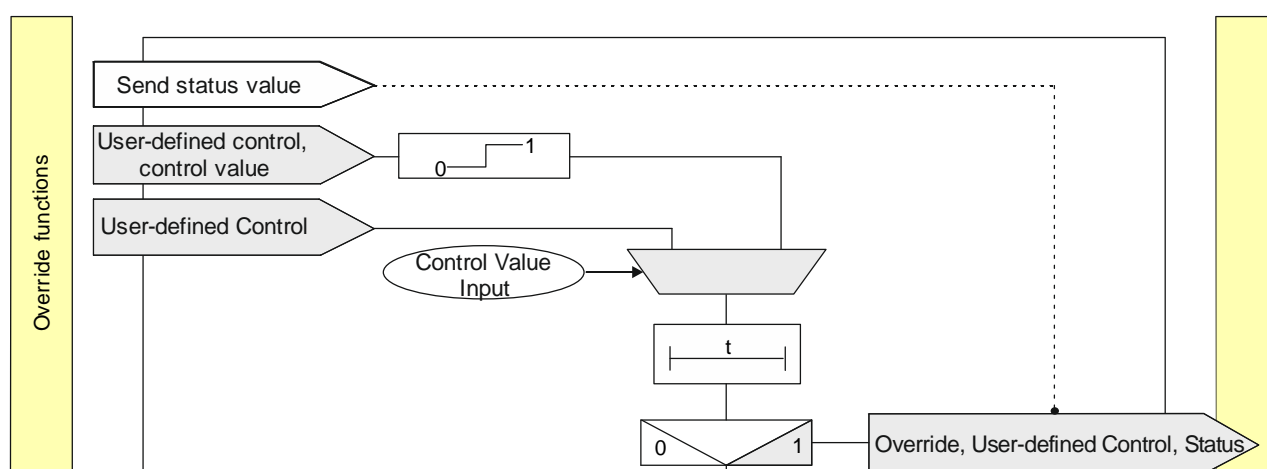 Override functions
Send status value
User-defined control,
control value
0
1
User-defined Control
Control Value
Input
t
0
1
Override, User-defined Control, Status